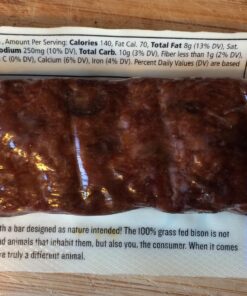 ., Amount Per Serving: Calories 140, Fat Cal. 70, Total Fat 8g (13% DV), Sat.
odium 250mg (10% DV), Total Carb. 10g (3% DV), Fiber less than 1g (2% DV),
C (0% DV), Calcium (6% DV), Iron (4% DV). Percent Daily Values (DV) are based
th a bar designed as nature intended! The 100% grass fed bison is not
nd animals that inhabit them, but also you, the consumer. When it comes
re truly a different animal.